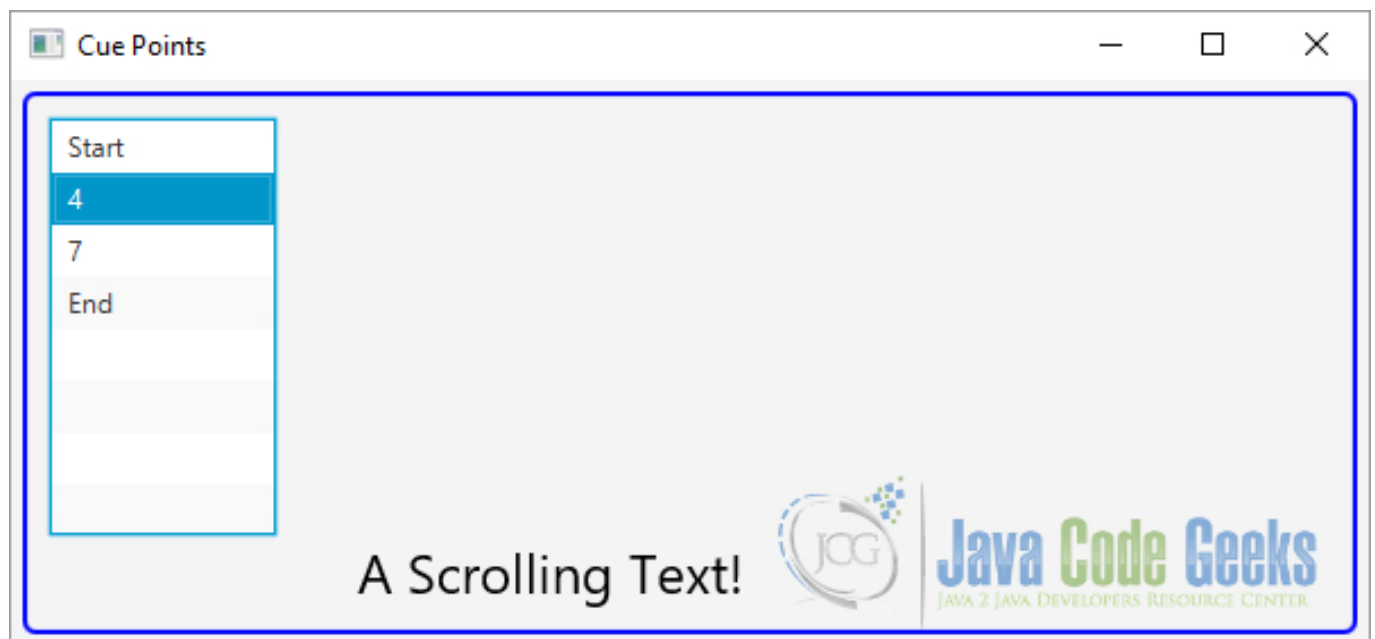 Cue Points
Start
4
7
End
A Scrolling Text!
JCG
Java Code Geeks
JAVA 2 JAVA DEVELOPERS RESOURCE CENTER